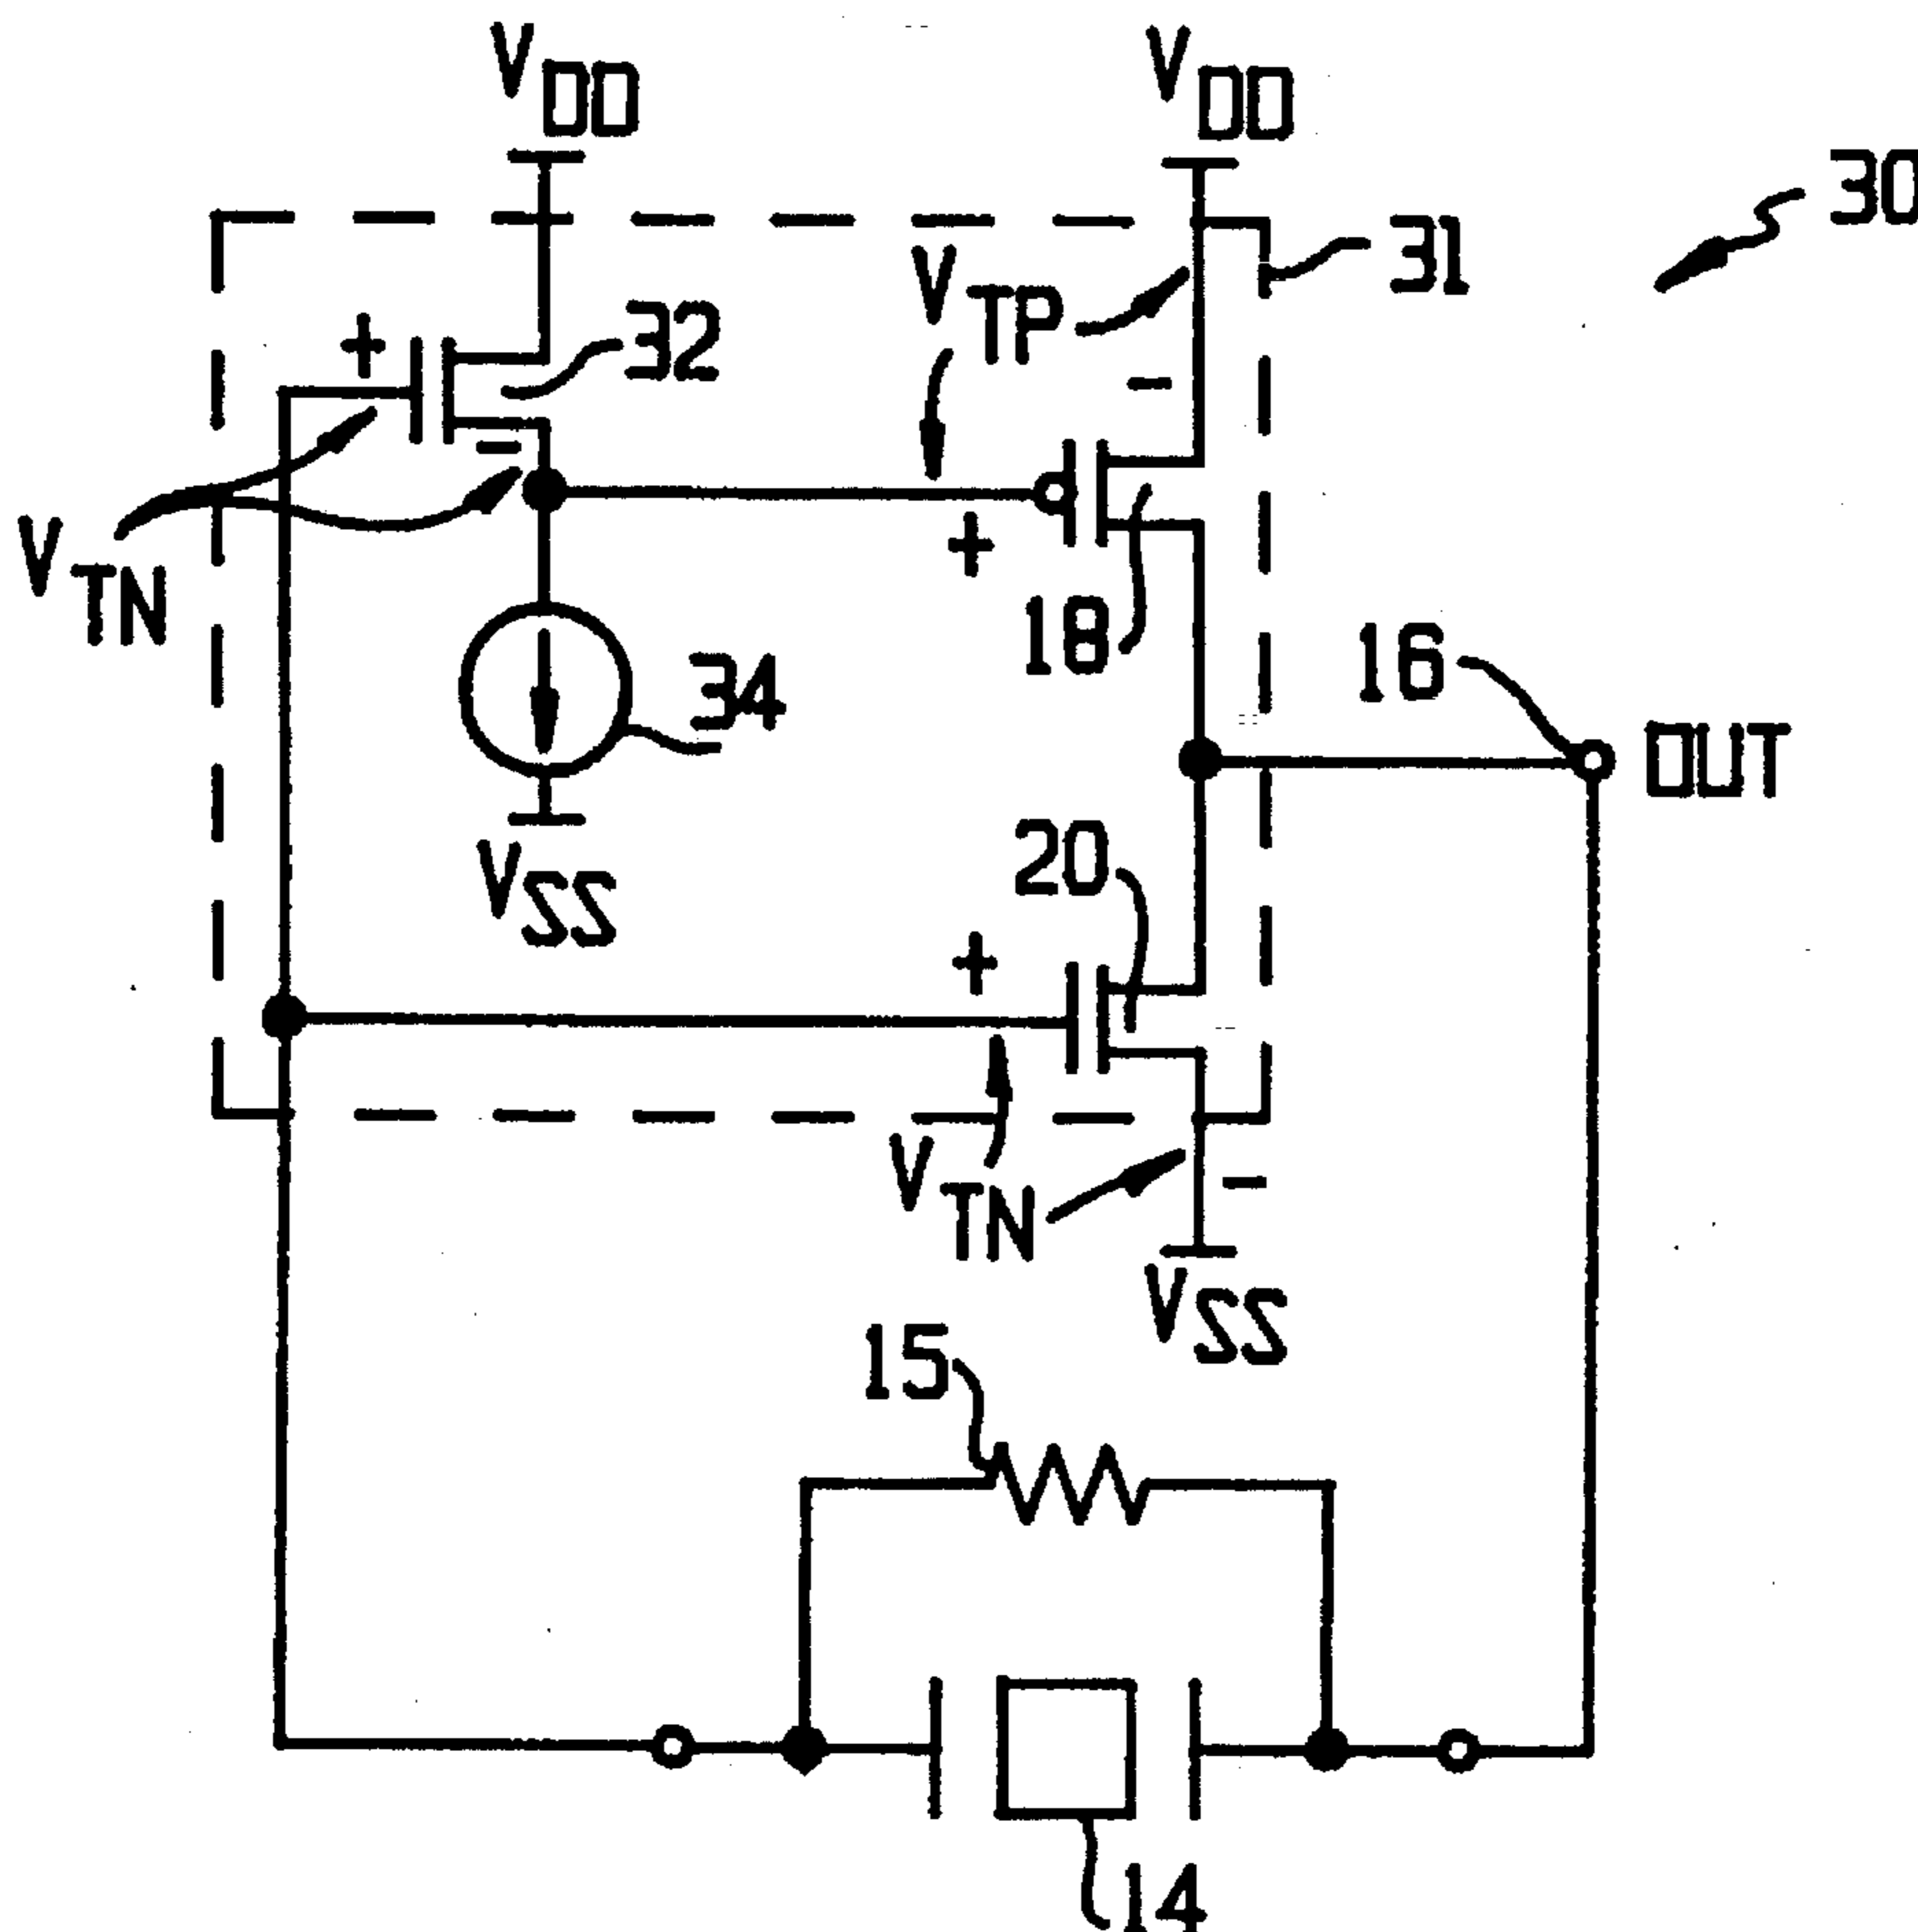 VDD
VDD
30
31
VTP
+
32
-
-
VTN
+
18
16
34
OUT
VSS
20
+
VTN
-
VSS
15
14